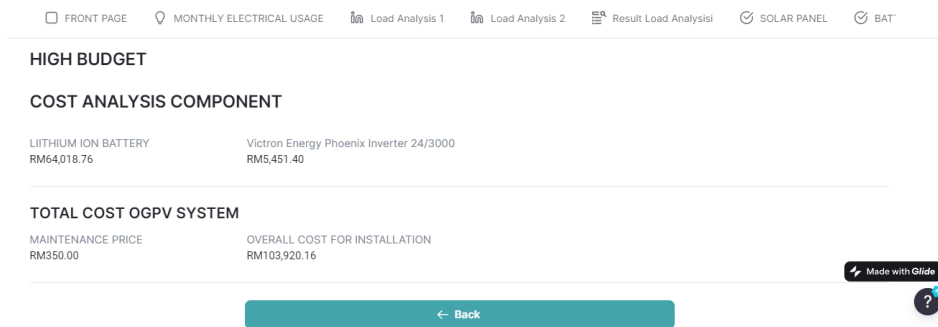 FRONT PAGE MONTHLY ELECTRICAL USAGE Load Analysis 1 Load Analysis 2 Result Load Analysisi SOLAR PANEL BAT
HIGH BUDGET
COST ANALYSIS COMPONENT
LIITHIUM ION BATTERY Victron Energy Phoenix Inverter 24/3000
RM64,018.76 RM5,451.40
TOTAL COST OGPV SYSTEM
MAINTENANCE PRICE OVERALL COST FOR INSTALLATION
RM350.00 RM103,920.16
Made with Glide
?
← Back